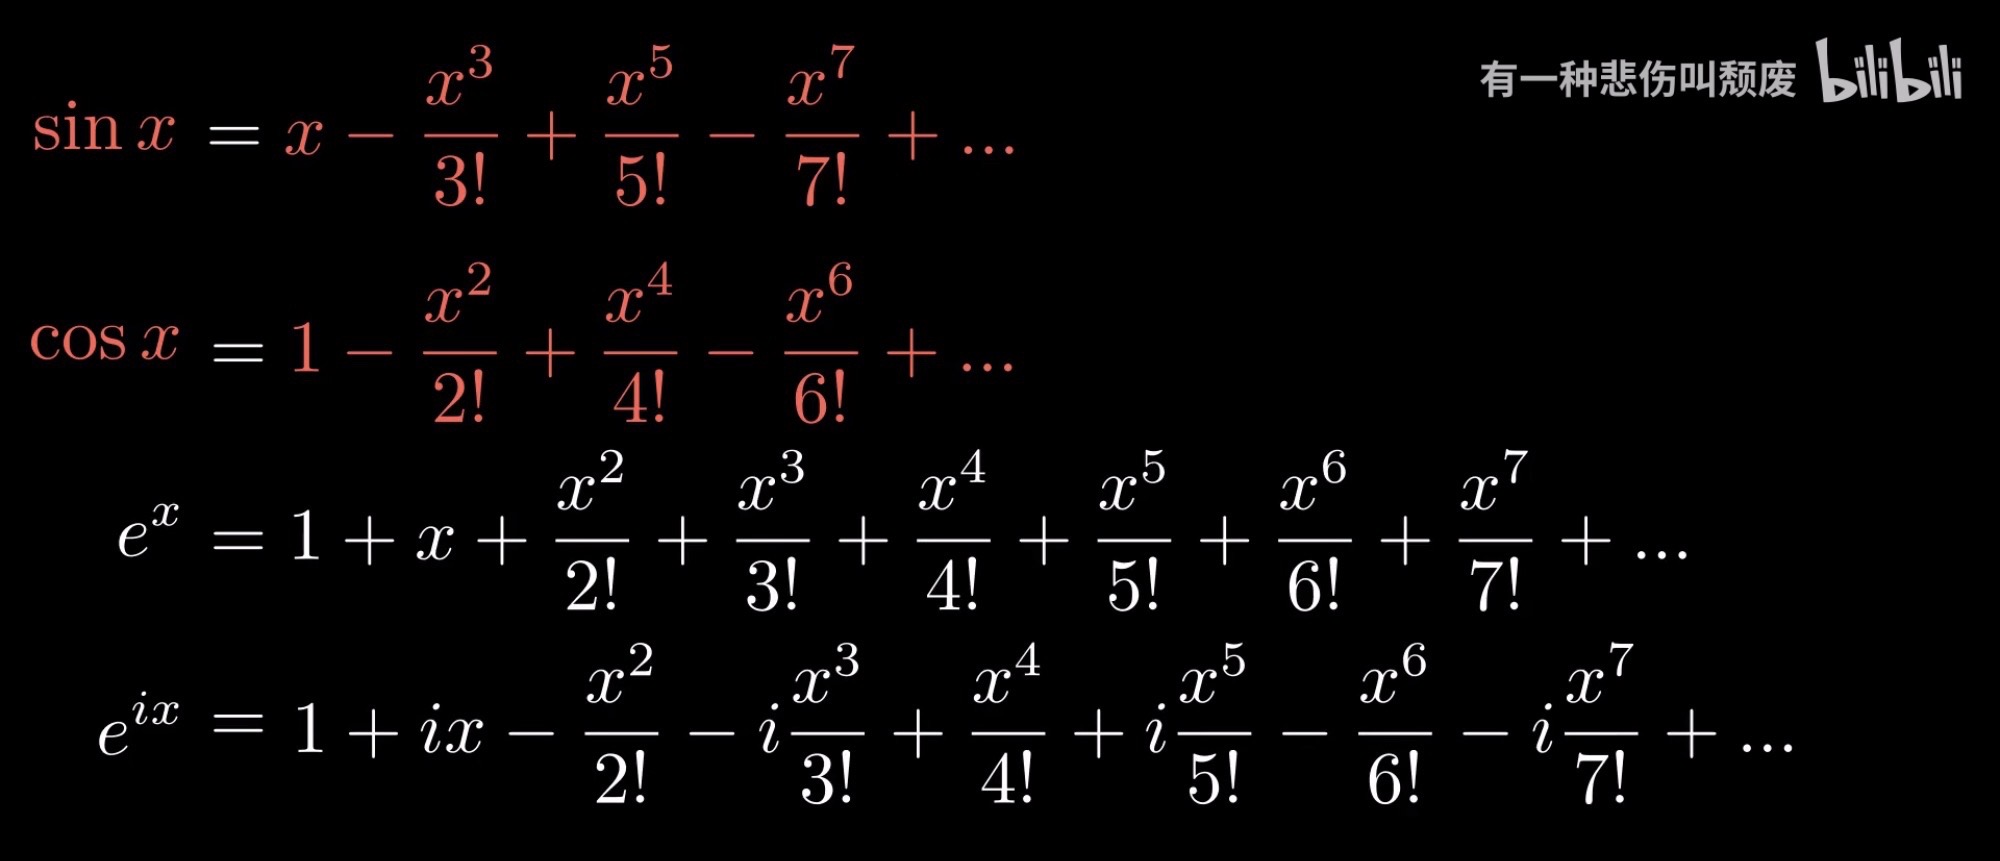 有一种悲伤叫颓废 bilibili
sin x = x − x³/3! + x⁵/5! − x⁷/7! + ...
cos x = 1 − x²/2! + x⁴/4! − x⁶/6! + ...
eˣ = 1 + x + x²/2! + x³/3! + x⁴/4! + x⁵/5! + x⁶/6! + x⁷/7! + ...
eⁱˣ = 1 + ix − x²/2! − i x³/3! + x⁴/4! + i x⁵/5! − x⁶/6! − i x⁷/7! + ...